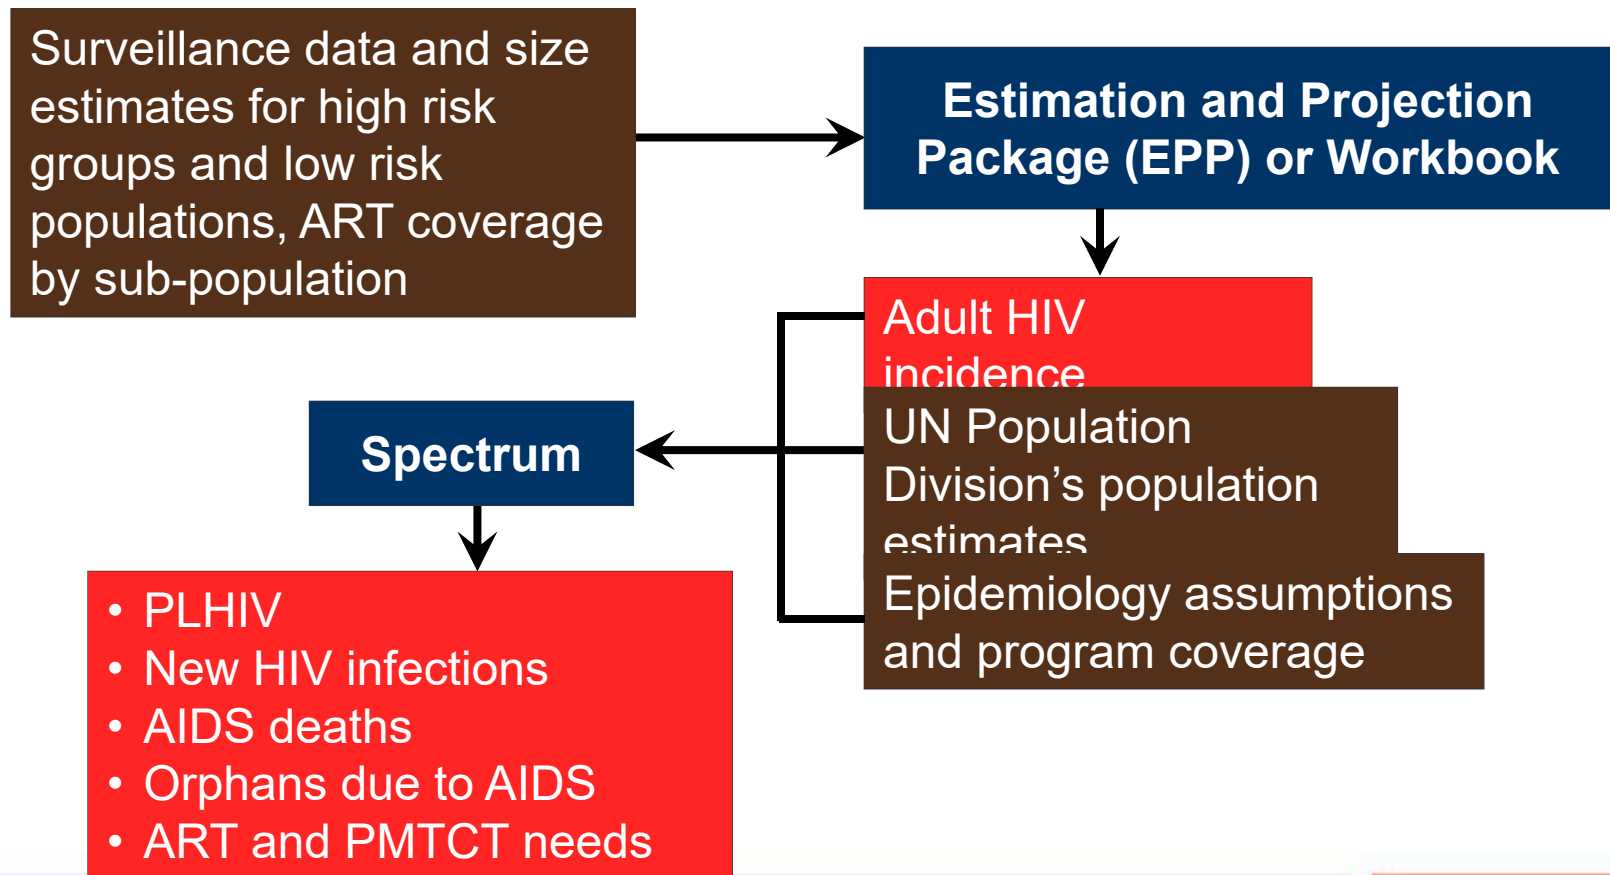 Surveillance data and size
estimates for high risk
groups and low risk
populations, ART coverage
by sub-population
Estimation and Projection
Package (EPP) or Workbook
Adult HIV
incidence
UN Population
Division’s population
estimates
Epidemiology assumptions
and program coverage
Spectrum
• PLHIV
• New HIV infections
• AIDS deaths
• Orphans due to AIDS
• ART and PMTCT needs